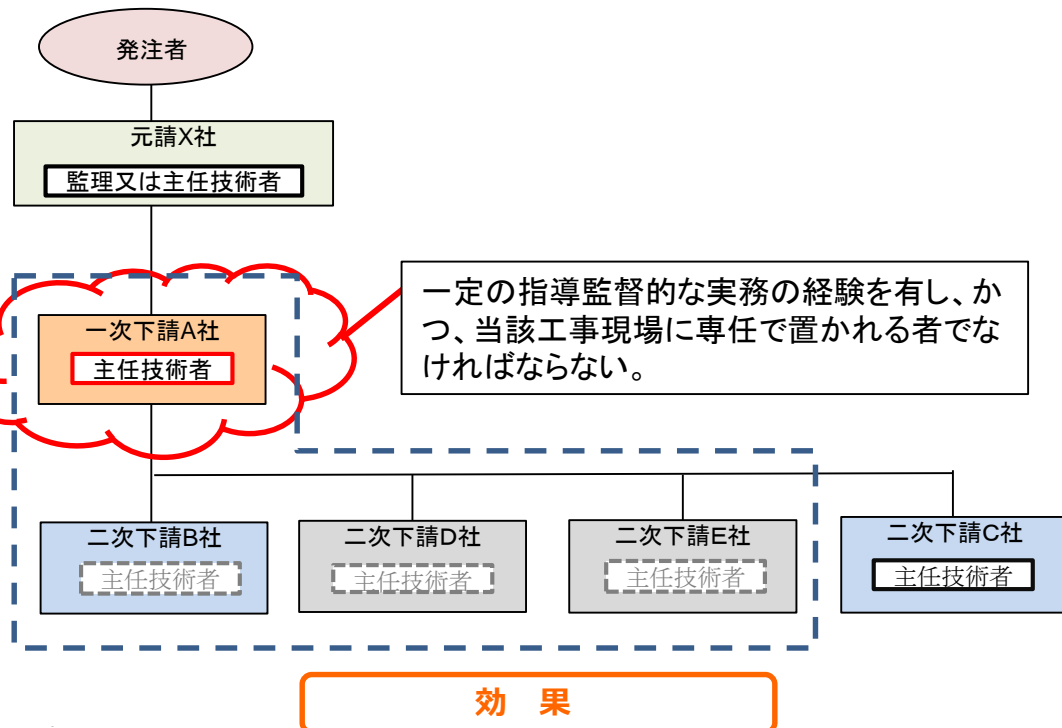 発注者
元請X社
監理又は主任技術者
一定の指導監督的な実務の経験を有し、か
つ、当該工事現場に専任で置かれる者でな
ければならない。
一次下請A社
主任技術者
二次下請B社
主任技術者
二次下請D社
主任技術者
二次下請E社
主任技術者
二次下請C社
主任技術者
効 果